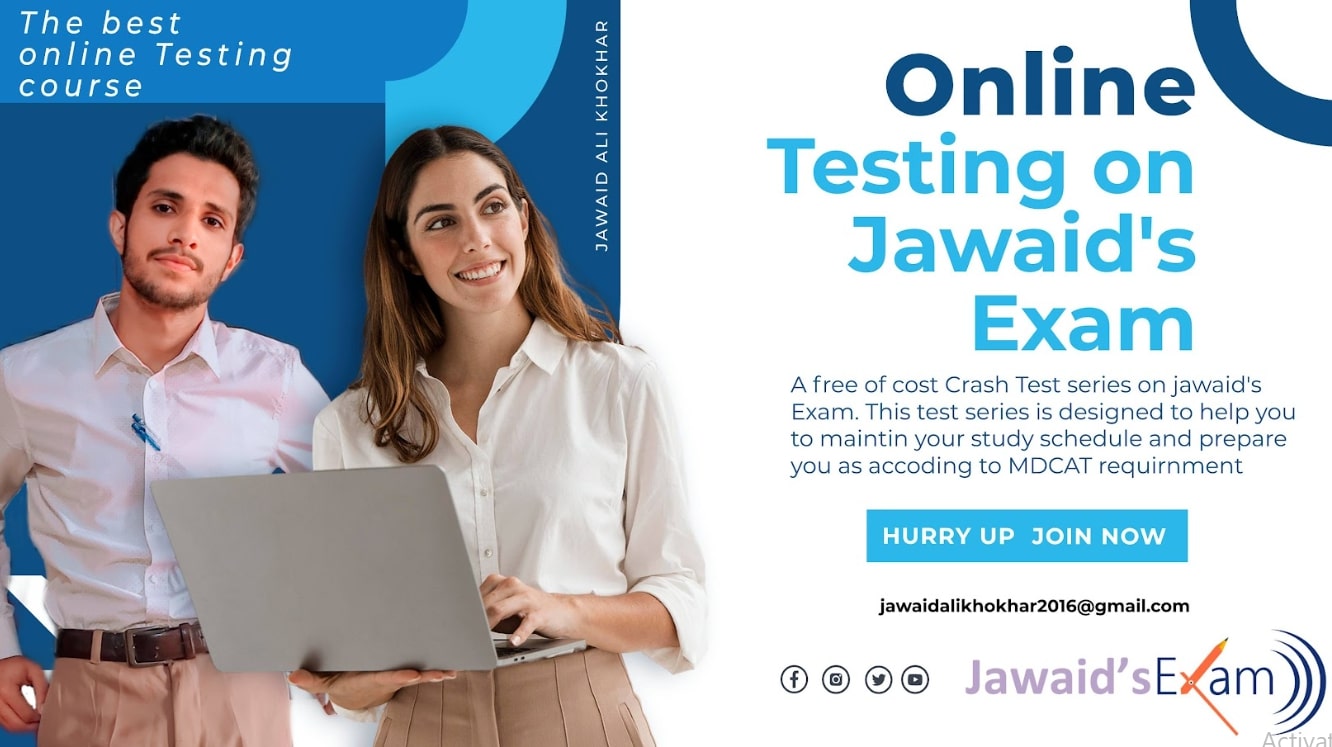 The best
online Testing
course
JAWAID ALI KHOKHAR
Online
Testing on
Jawaid's
Exam
A free of cost Crash Test series on jawaid's
Exam. This test series is designed to help you
to maintin your study schedule and prepare
you as accoding to MDCAT requirnment
HURRY UP JOIN NOW
jawaidalikhokhar2016@gmail.com
Jawaid'sExam